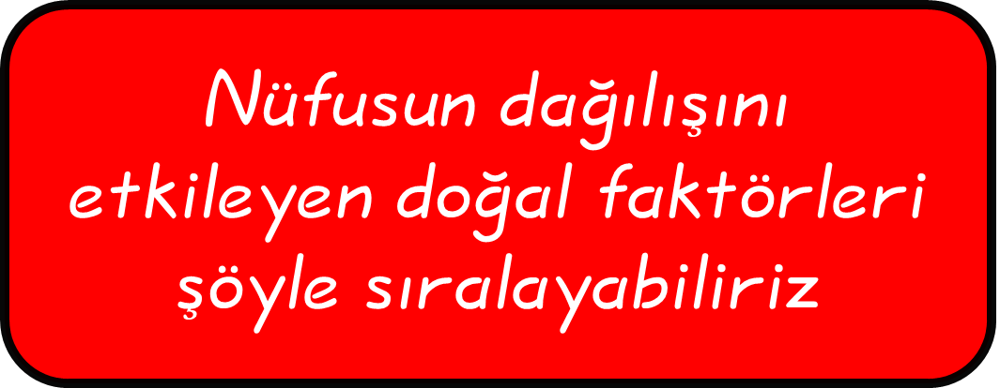 Nüfusun dağılışını
etkileyen doğal faktörleri
şöyle sıralayabiliriz